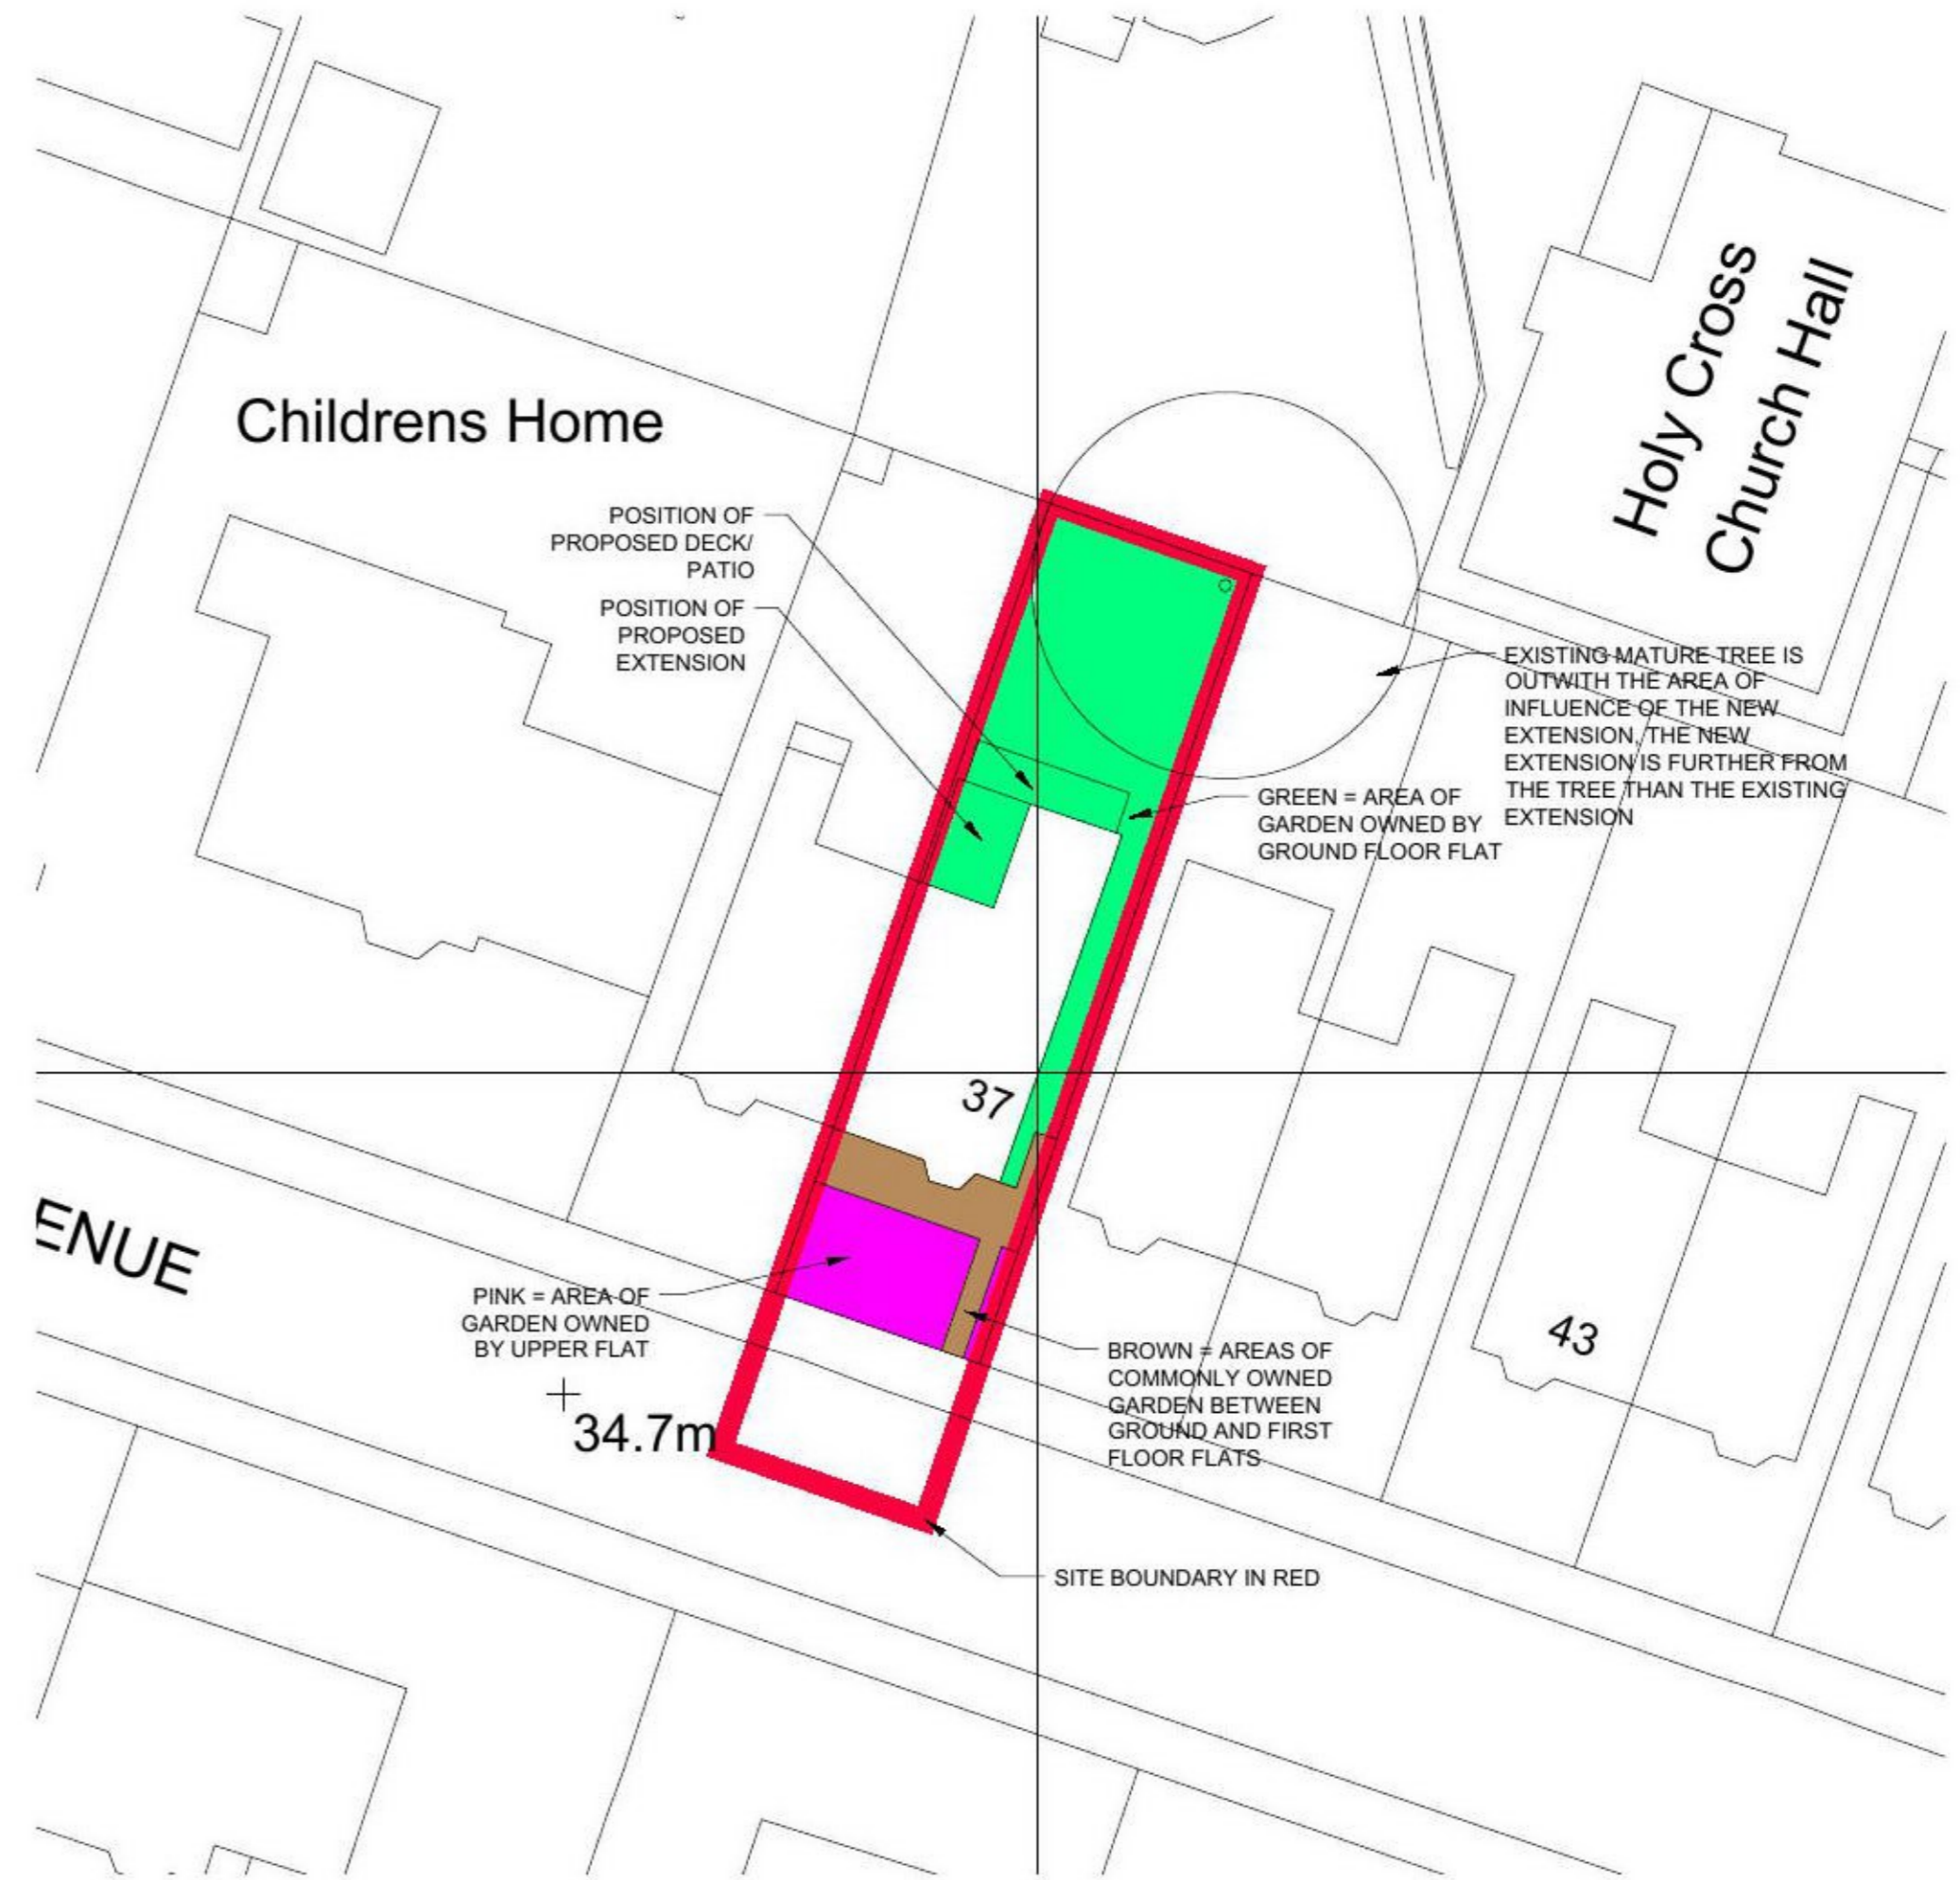 Holy Cross
Church Hall
Childrens Home
POSITION OF
PROPOSED DECK/
PATIO
POSITION OF
PROPOSED
EXTENSION
EXISTING MATURE TREE IS
OUTWITH THE AREA OF
INFLUENCE OF THE NEW
EXTENSION, THE NEW
EXTENSION IS FURTHER FROM
THE TREE THAN THE EXISTING
EXTENSION
GREEN = AREA OF
GARDEN OWNED BY
GROUND FLOOR FLAT
37
ENUE
PINK = AREA OF
GARDEN OWNED
BY UPPER FLAT
43
BROWN = AREAS OF
COMMONLY OWNED
GARDEN BETWEEN
GROUND AND FIRST
FLOOR FLATS
34.7m
SITE BOUNDARY IN RED